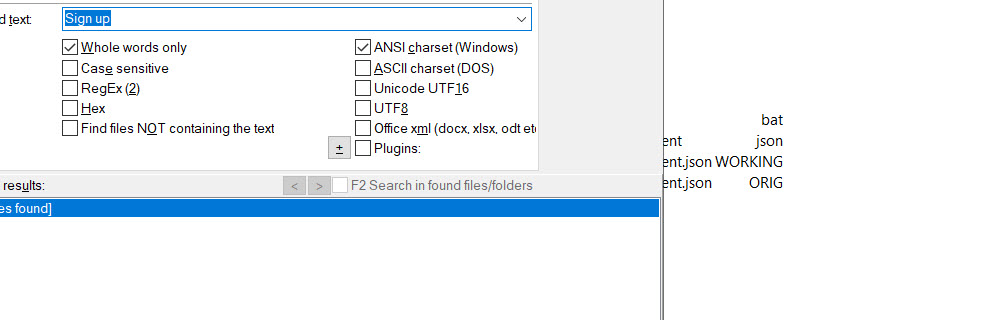 d text: Sign up
Whole words only ANSI charset (Windows)
Case sensitive ASCII charset (DOS)
RegEx (2) Unicode UTF16
Hex UTF8
Find files NOT containing the text Office xml (docx, xlsx, odt et
± Plugins:
results: < > F2 Search in found files/folders
es found]
bat
ent json
ent.json WORKING
ent.json ORIG